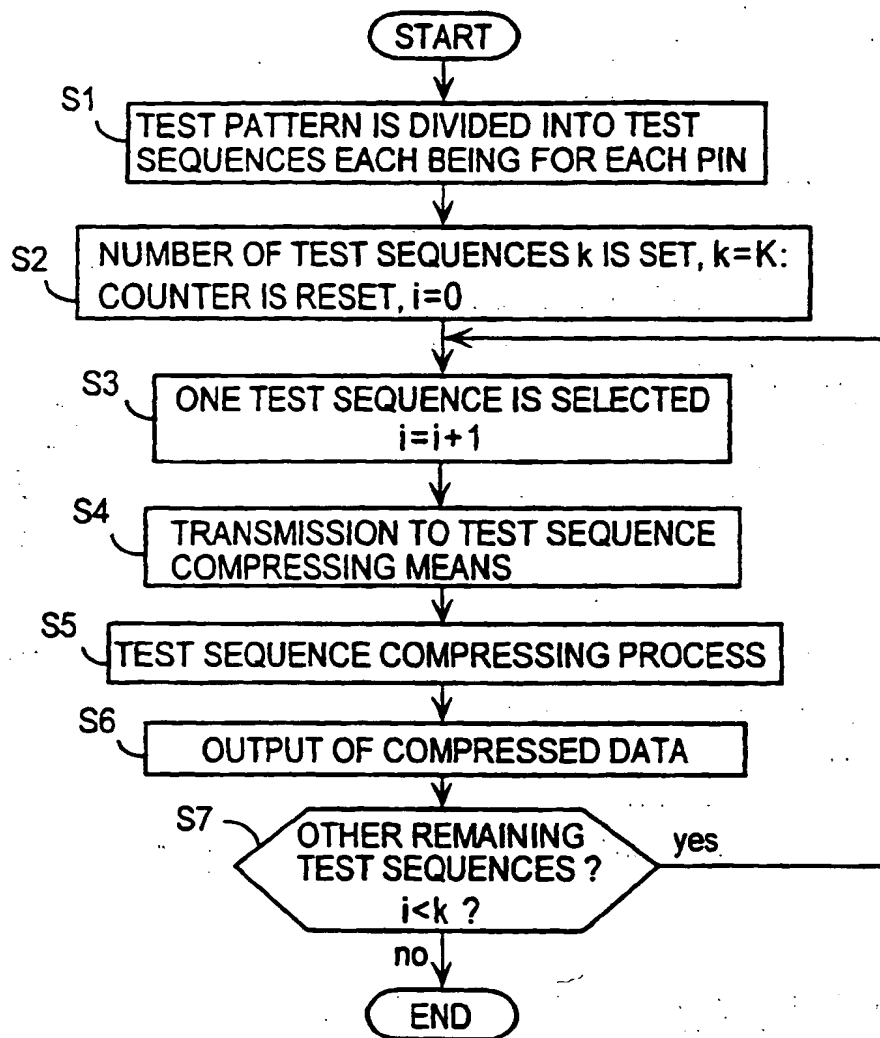 START
S1
TEST PATTERN IS DIVIDED INTO TEST
SEQUENCES EACH BEING FOR EACH PIN
S2
NUMBER OF TEST SEQUENCES k IS SET, k=K:
COUNTER IS RESET, i=0
S3
ONE TEST SEQUENCE IS SELECTED
i=i+1
S4
TRANSMISSION TO TEST SEQUENCE
COMPRESSING MEANS
S5
TEST SEQUENCE COMPRESSING PROCESS
S6
OUTPUT OF COMPRESSED DATA
S7
OTHER REMAINING
TEST SEQUENCES ?
i<k ?
yes
no
END